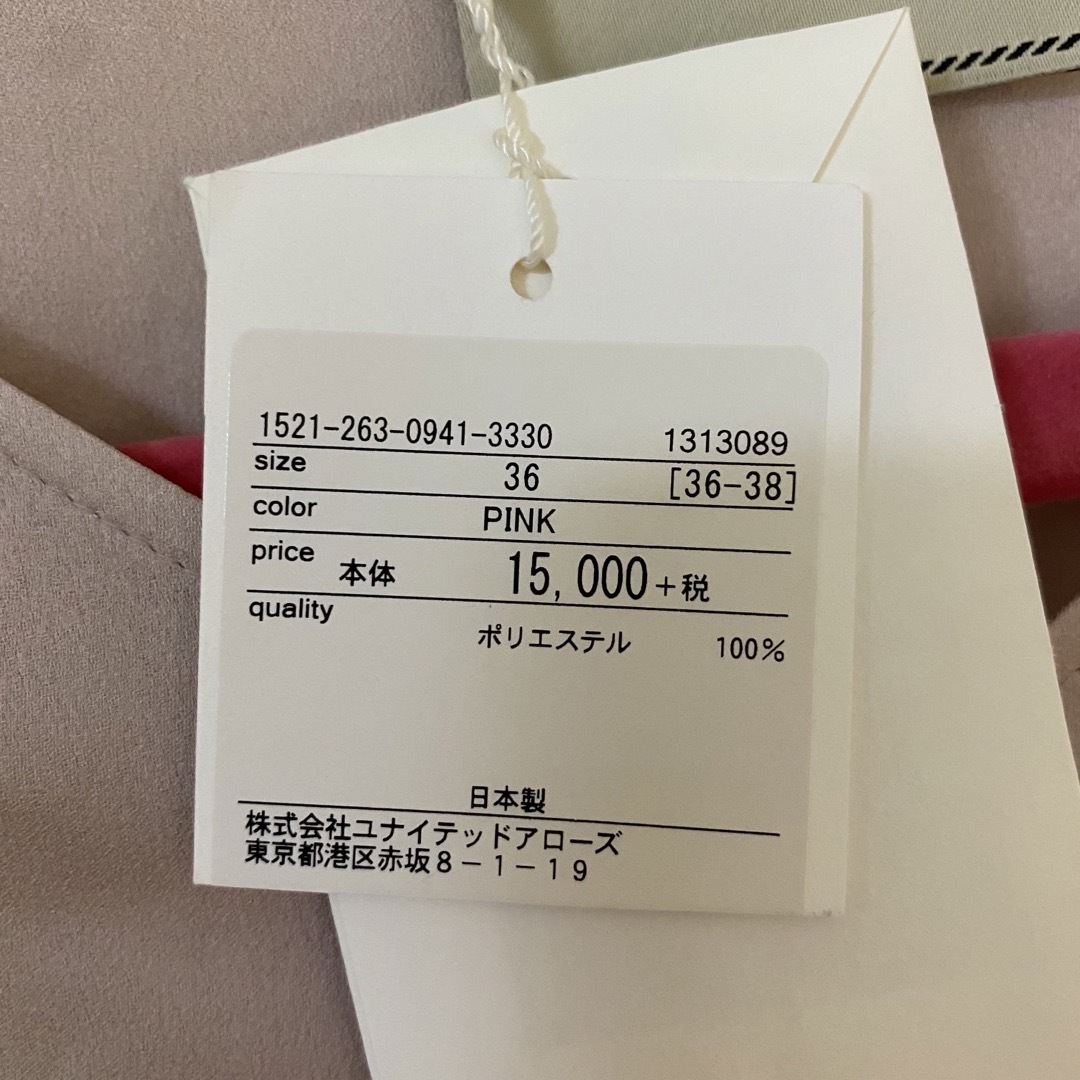 1521-263-0941-3330 1313089
size 36 [36-38]
color PINK
price 本体 15,000+税
quality
ポリエステル 100%
日本製
株式会社ユナイテッドアローズ
東京都港区赤坂8-1-19